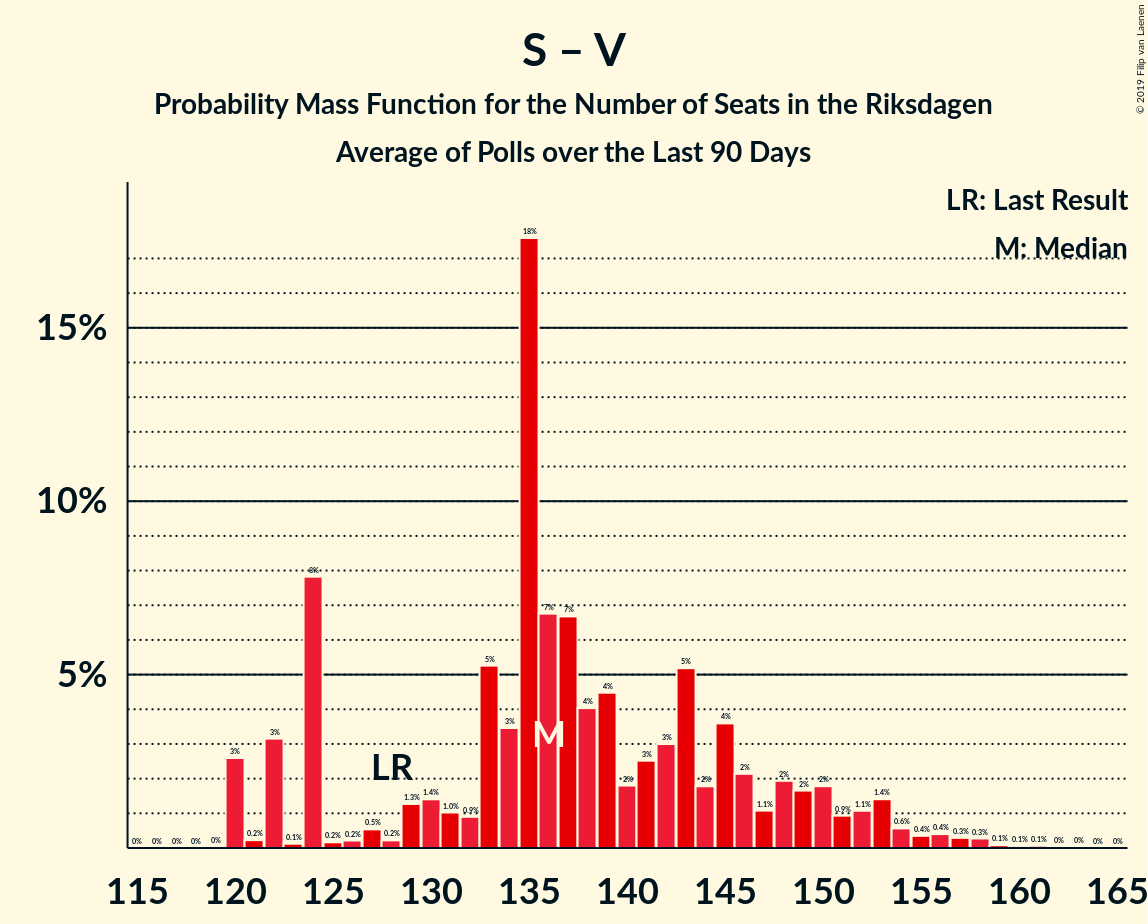 S – V
Probability Mass Function for the Number of Seats in the Riksdagen
Average of Polls over the Last 90 Days
© 2019 Filip van Laenen
LR: Last Result
M: Median
15%
10%
5%
0% 0% 0% 0% 0% 3% 0.2% 3% 0.1% 8% 0.2% 0.2% 0.5% 0.2% 1.3% 1.4% 1.0% 0.9% 5% 3% 18% 7% 7% 4% 4% 2% 3% 3% 5% 2% 4% 2% 1.1% 2% 2% 2% 0.9% 1.1% 1.4% 0.6% 0.4% 0.4% 0.3% 0.3% 0.1% 0.1% 0.1% 0% 0% 0% 0%
LR
M
115 120 125 130 135 140 145 150 155 160 165